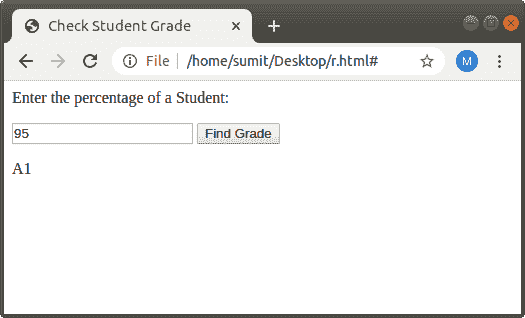 Check Student Grade
File /home/sumit/Desktop/r.html#
M
Enter the percentage of a Student:
95 Find Grade
A1